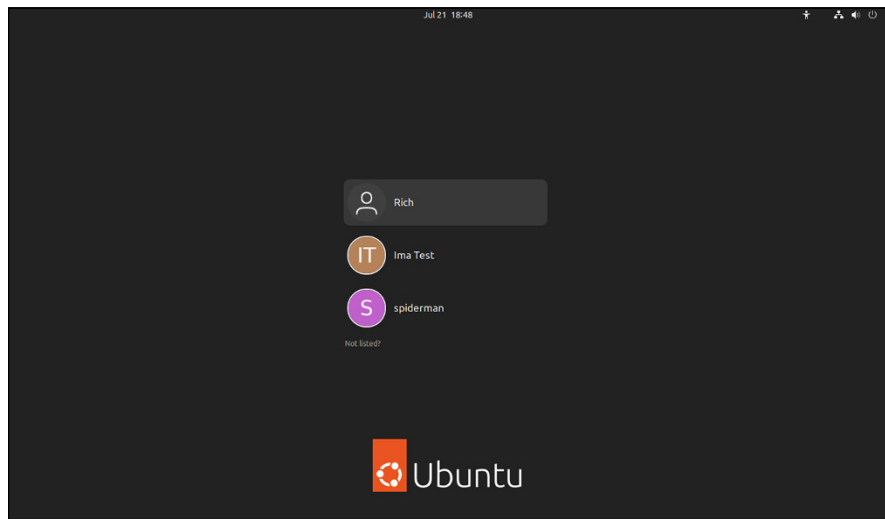 Jul 21 18:48
Rich
IT
Ima Test
S
spiderman
Not listed?
Ubuntu